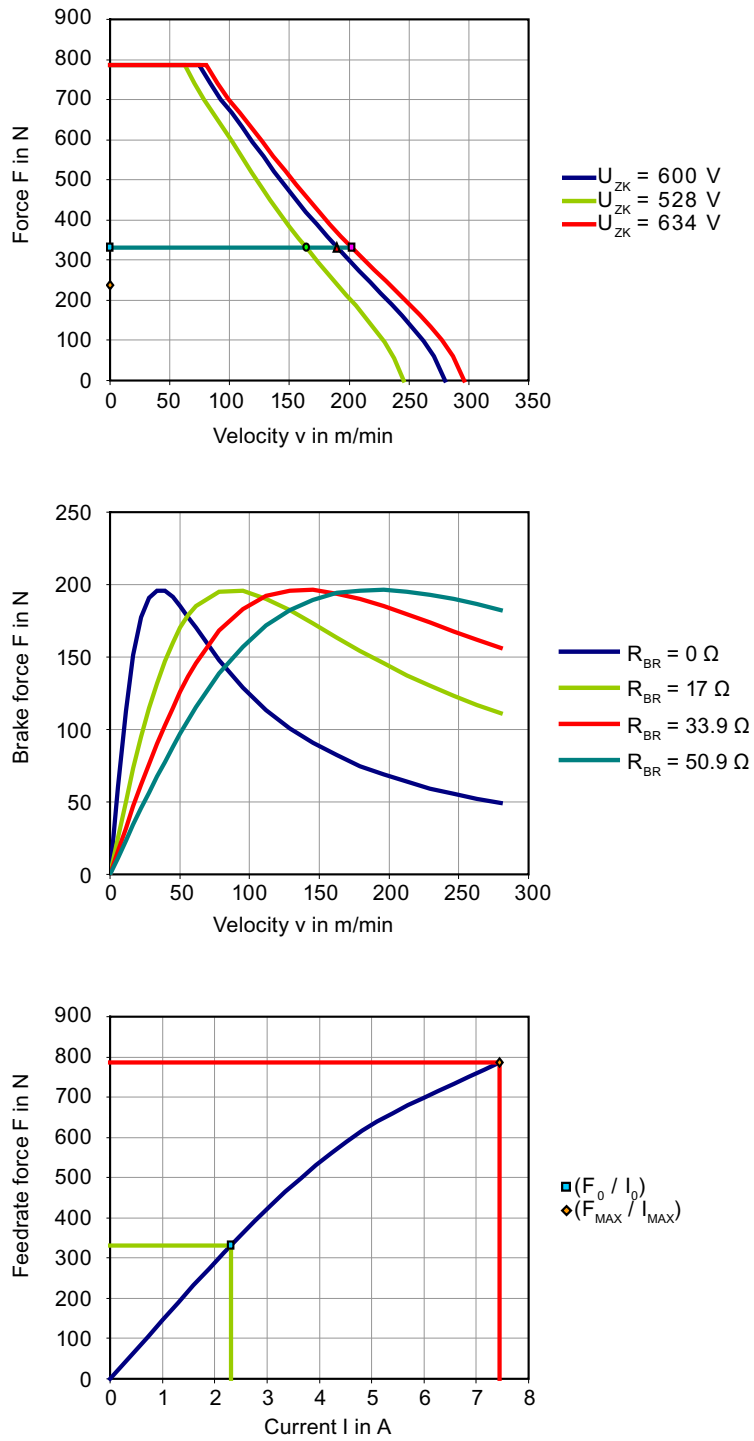 900
800
700
600
500
400
300
200
100
0
Force F in N
0 50 100 150 200 250 300 350
Velocity v in m/min
U_ZK = 600 V
U_ZK = 528 V
U_ZK = 634 V
250
200
150
100
50
0
Brake force F in N
0 50 100 150 200 250 300
Velocity v in m/min
R_BR = 0 Ω
R_BR = 17 Ω
R_BR = 33.9 Ω
R_BR = 50.9 Ω
900
800
700
600
500
400
300
200
100
0
Feedrate force F in N
0 1 2 3 4 5 6 7 8
Current I in A
(F_0 / I_0)
(F_MAX / I_MAX)